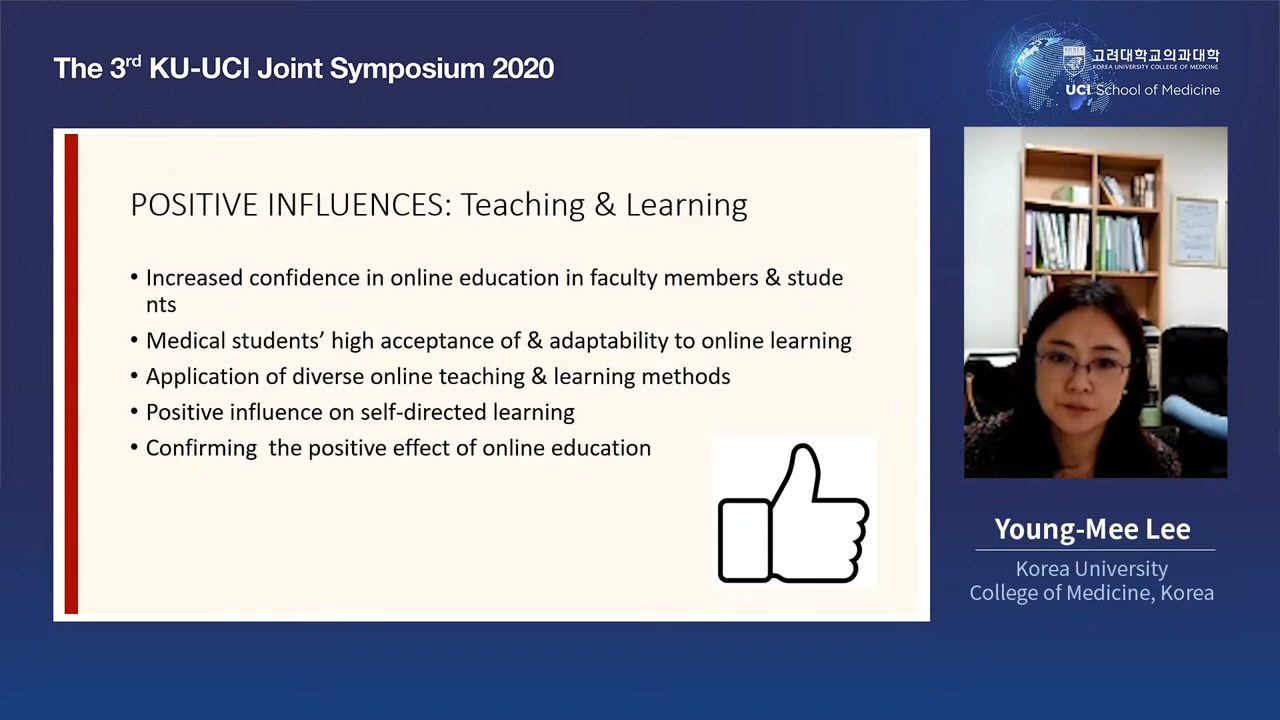 The 3rd KU-UCI Joint Symposium 2020
고려대학교의과대학
KOREA UNIVERSITY COLLEGE OF MEDICINE
UCI School of Medicine
POSITIVE INFLUENCES: Teaching & Learning
• Increased confidence in online education in faculty members & stude
nts
• Medical students’ high acceptance of & adaptability to online learning
• Application of diverse online teaching & learning methods
• Positive influence on self-directed learning
• Confirming  the positive effect of online education
Young-Mee Lee
Korea University
College of Medicine, Korea